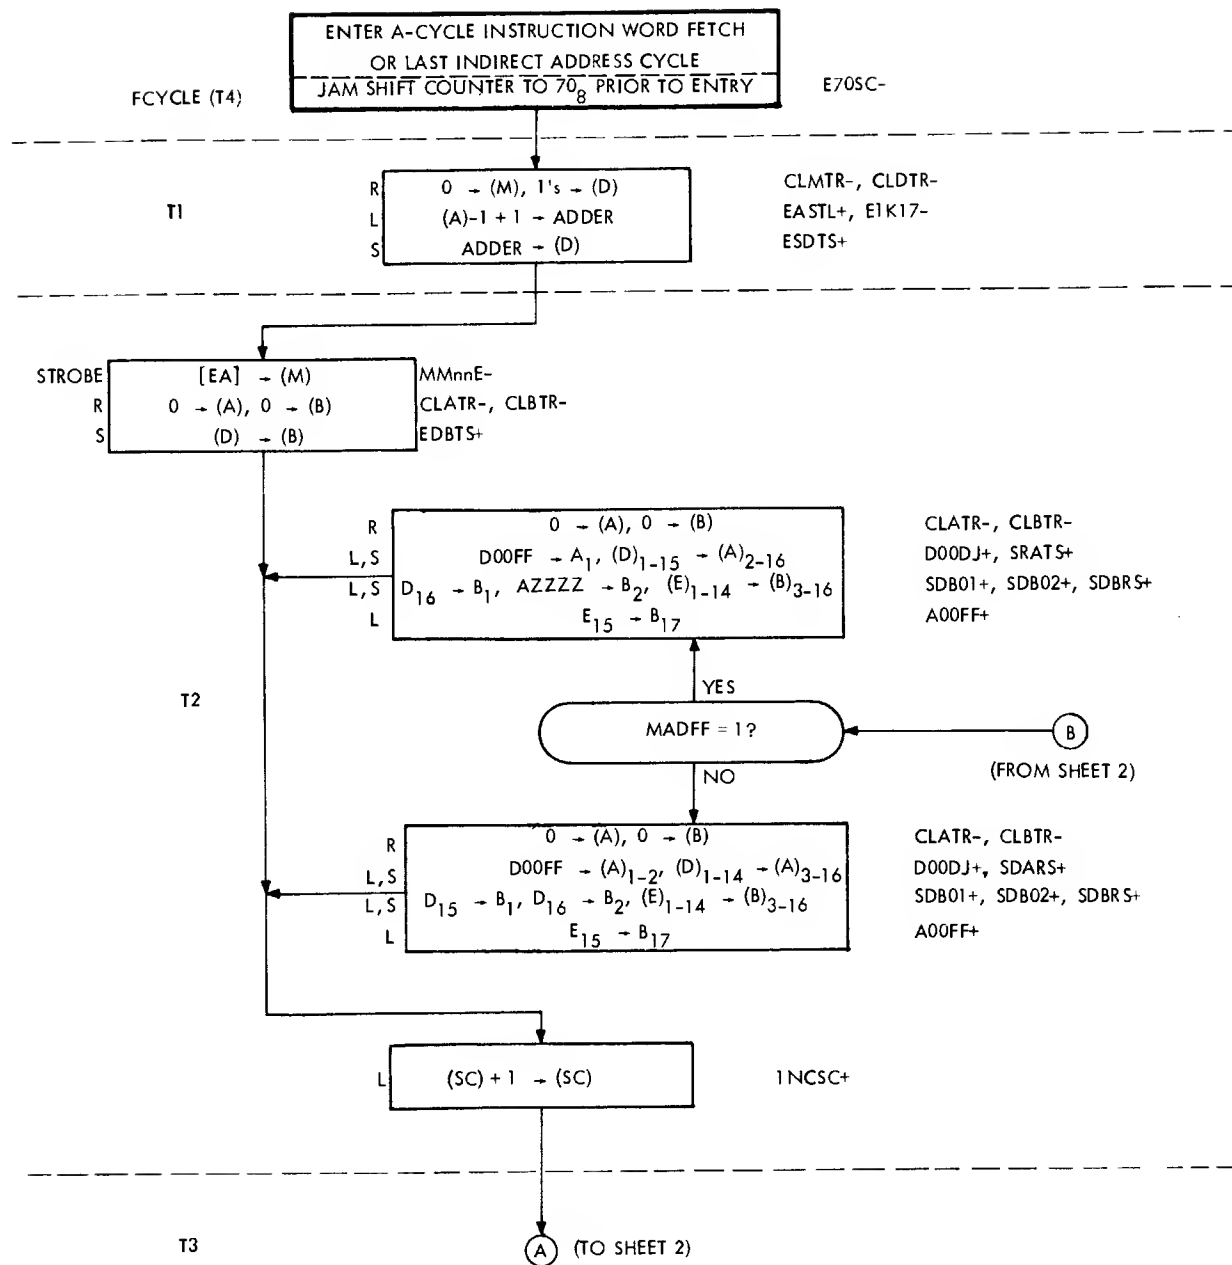 ENTER A-CYCLE INSTRUCTION WORD FETCH
OR LAST INDIRECT ADDRESS CYCLE
FCYCLE (T4) JAM SHIFT COUNTER TO 70₈ PRIOR TO ENTRY E70SC-
T1
R 0 → (M), 1's → (D) CLMTR-, CLDTR-
L (A)-1 + 1 → ADDER EASTL+, E1K17-
S ADDER → (D) ESDTS+
STROBE [EA] → (M) MMnnE-
R 0 → (A), 0 → (B) CLATR-, CLBTR-
S (D) → (B) EDBTS+
R 0 → (A), 0 → (B) CLATR-, CLBTR-
L, S D00FF → A₁, (D)₁₋₁₅ → (A)₂₋₁₆ D00DJ+, SRATS+
L, S D₁₆ → B₁, AZZZZ → B₂, (E)₁₋₁₄ → (B)₃₋₁₆ SDB01+, SDB02+, SDBRS+
L E₁₅ → B₁₇ A00FF+
YES
T2
MADFF = 1?
B
(FROM SHEET 2)
NO
R 0 → (A), 0 → (B) CLATR-, CLBTR-
L, S D00FF → (A)₁₋₂, (D)₁₋₁₄ → (A)₃₋₁₆ D00DJ+, SDARS+
L, S D₁₅ → B₁, D₁₆ → B₂, (E)₁₋₁₄ → (B)₃₋₁₆ SDB01+, SDB02+, SDBRS+
L E₁₅ → B₁₇ A00FF+
L (SC) + 1 → (SC) 1NCSC+
T3
A (TO SHEET 2)